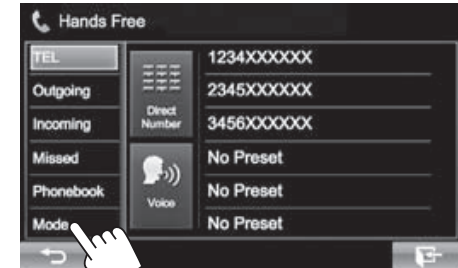 Hands Free
TEL
Outgoing
Incoming
Missed
Phonebook
Mode
Direct
Number
Voice
1234XXXXXX
2345XXXXXX
3456XXXXXX
No Preset
No Preset
No Preset